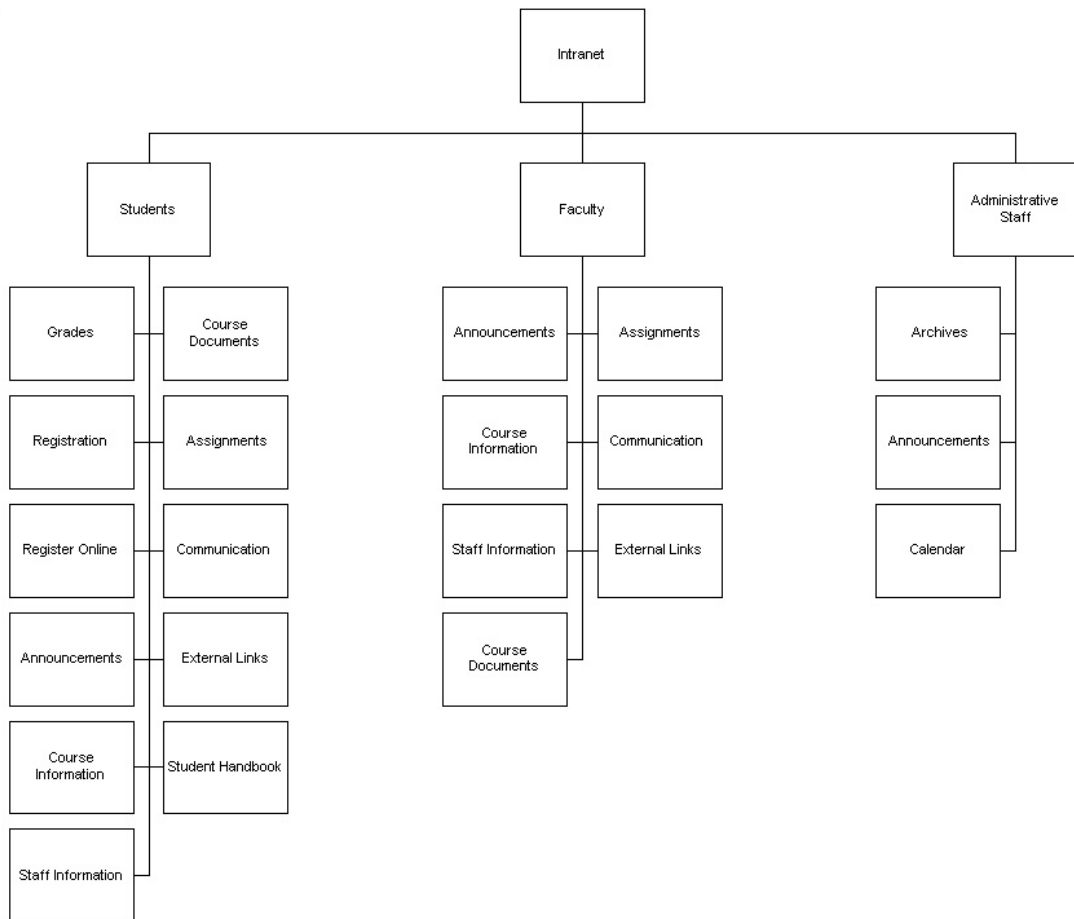 Intranet
Students
Faculty
Administrative
Staff
Grades
Course
Documents
Announcements
Assignments
Archives
Registration
Assignments
Course
Information
Communication
Announcements
Register Online
Communication
Staff Information
External Links
Calendar
Announcements
External Links
Course
Documents
Course
Information
Student Handbook
Staff Information